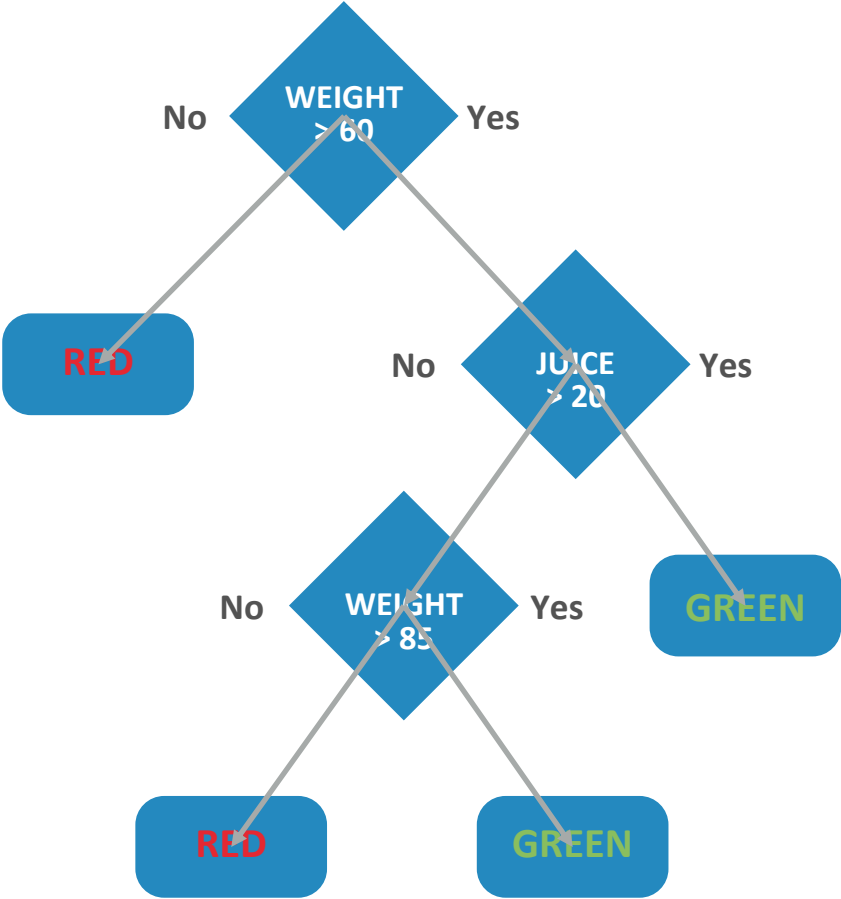 WEIGHT
> 60
No
Yes
RED
JUICE
> 20
No
Yes
WEIGHT
> 85
No
Yes
GREEN
RED
GREEN